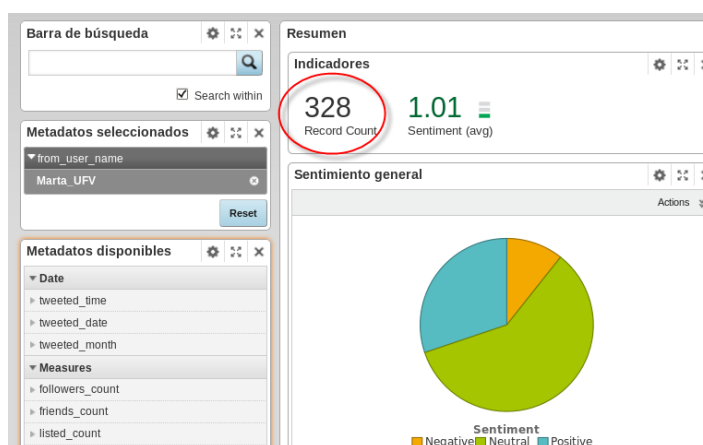 Barra de búsqueda
Search within
Metadatos seleccionados
from_user_name
Marta_UFV
Reset
Metadatos disponibles
Date
tweeted_time
tweeted_date
tweeted_month
Measures
followers_count
friends_count
listed_count
Resumen
Indicadores
328
Record Count
1.01
Sentiment (avg)
Sentimiento general
Actions
Sentiment
Negative Neutral Positive